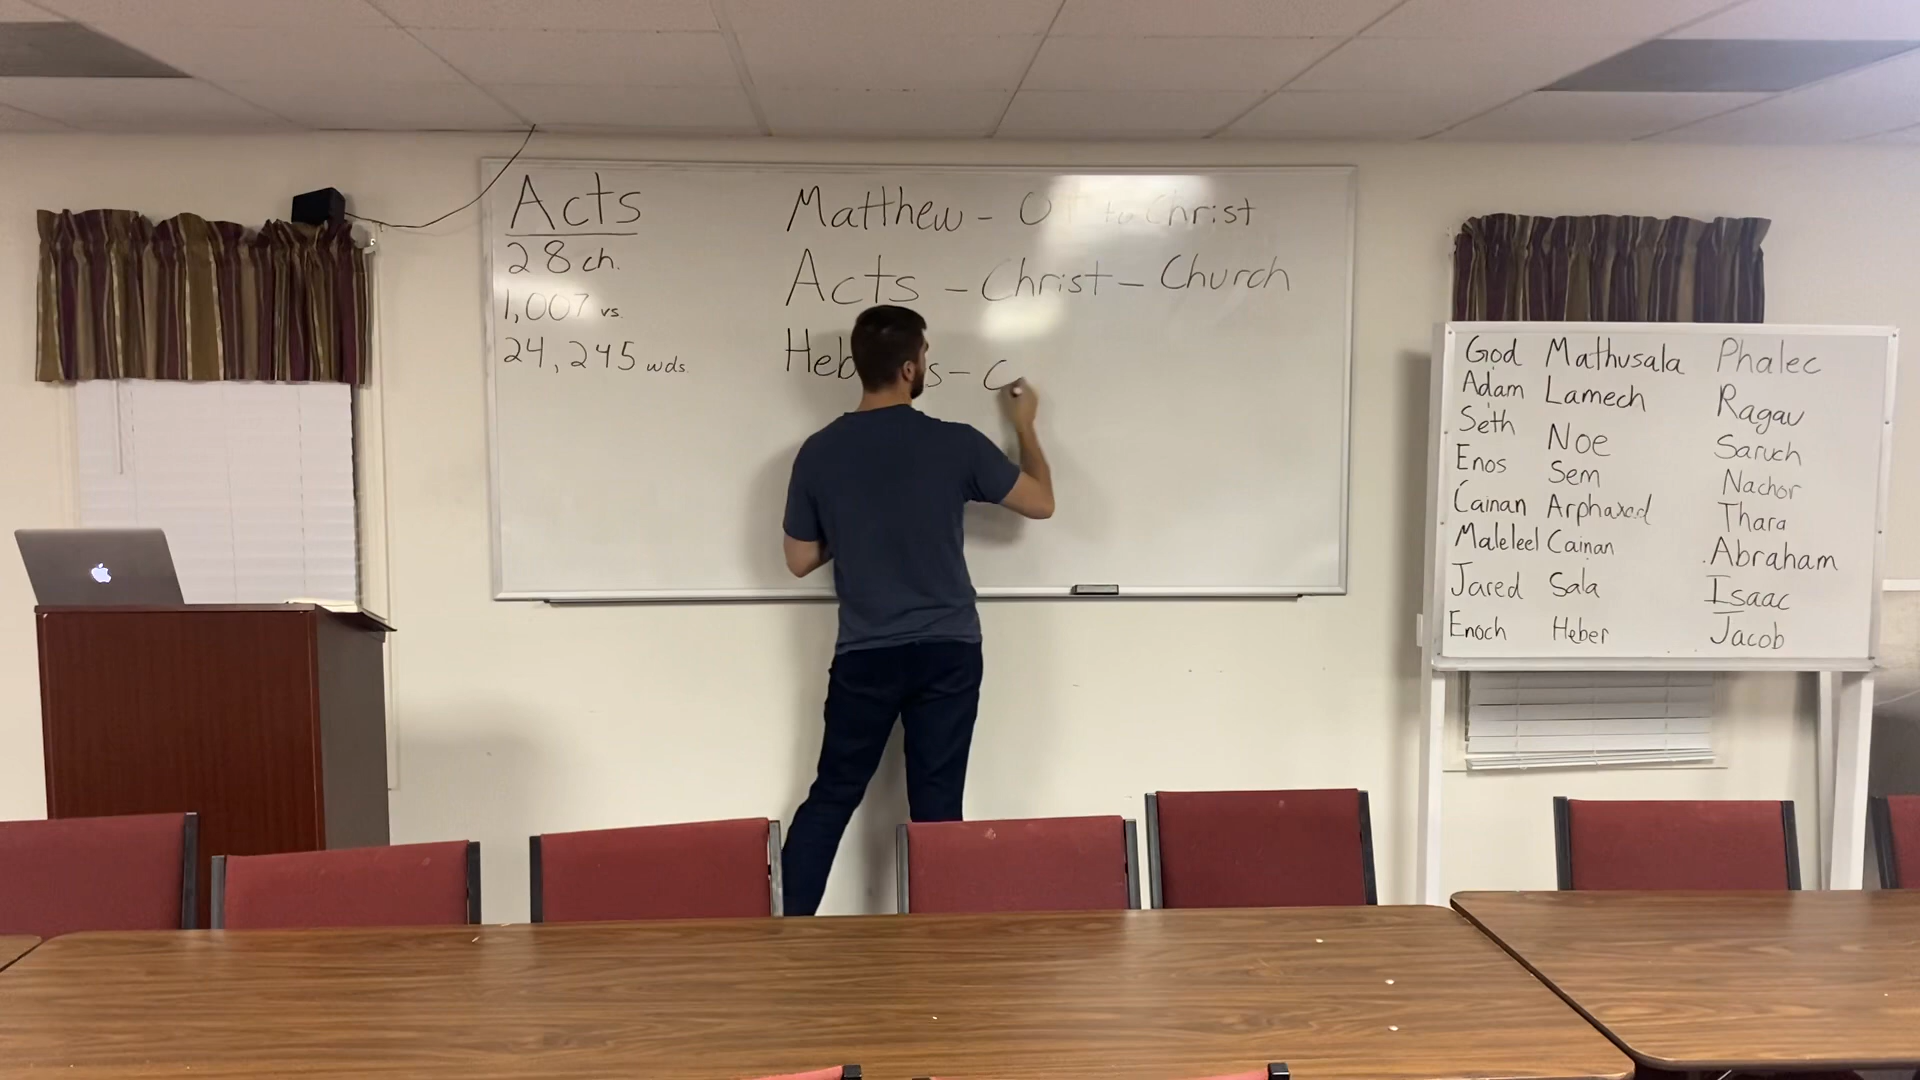 Acts
28 ch.
1,007 vs.
24,245 wds.
Matthew - OT to Christ
Acts - Christ - Church
Heb s - C
God Mathusala Phalec
Adam Lamech Ragau
Seth Noe Saruch
Enos Sem Nachor
Cainan Arphaxad Thara
Maleleel Cainan Abraham
Jared Sala Isaac
Enoch Heber Jacob